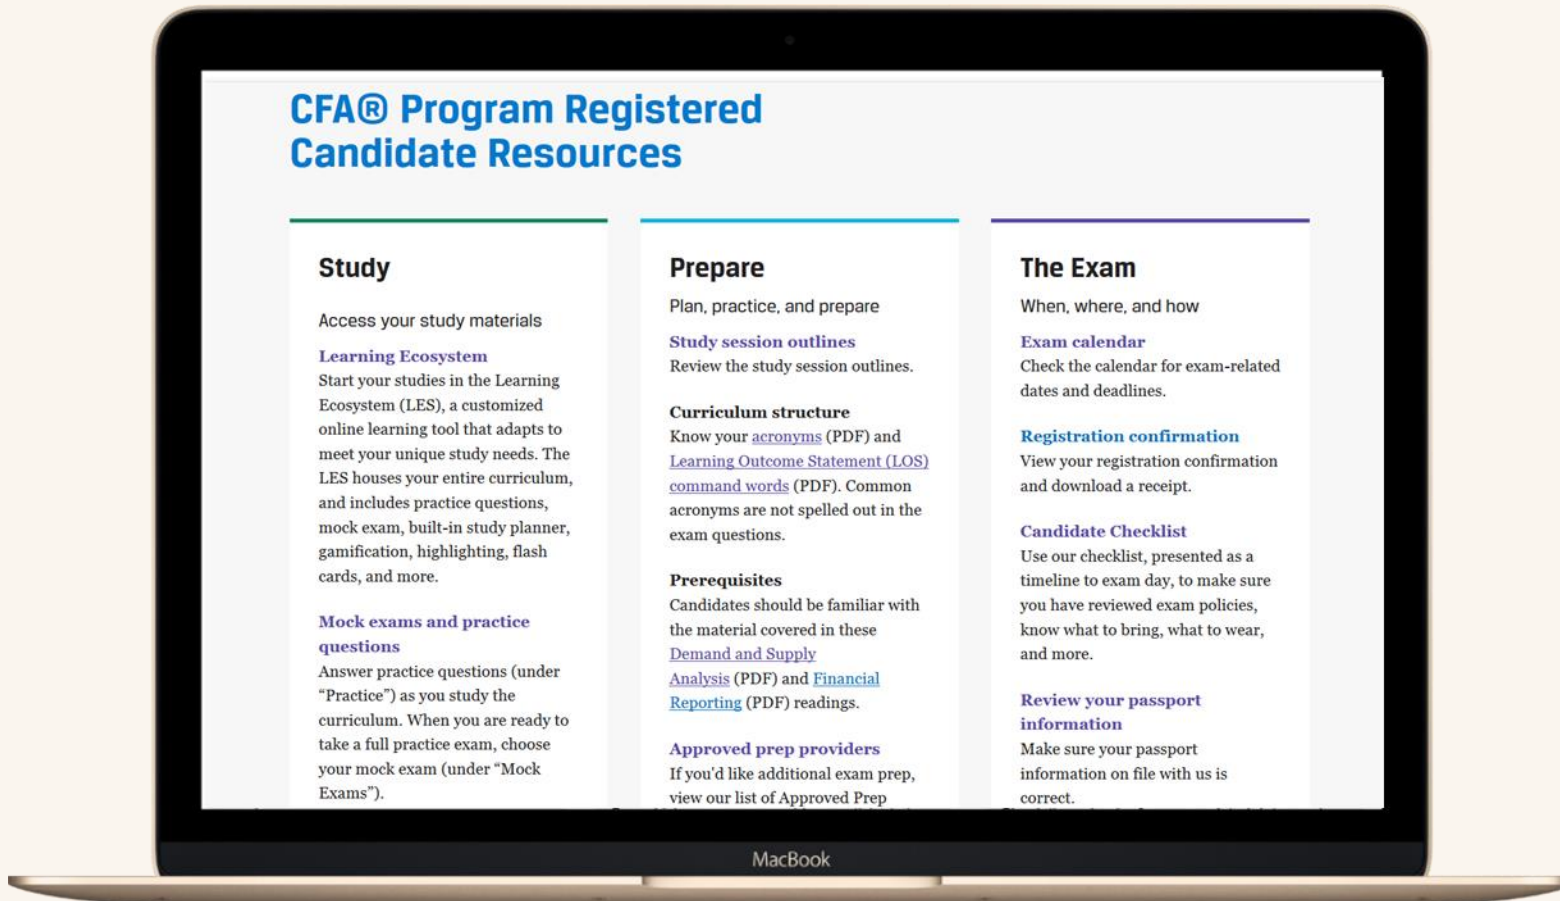 CFA® Program Registered
Candidate Resources
Study
Access your study materials
Learning Ecosystem
Start your studies in the Learning
Ecosystem (LES), a customized
online learning tool that adapts to
meet your unique study needs. The
LES houses your entire curriculum,
and includes practice questions,
mock exam, built-in study planner,
gamification, highlighting, flash
cards, and more.
Mock exams and practice
questions
Answer practice questions (under
“Practice”) as you study the
curriculum. When you are ready to
take a full practice exam, choose
your mock exam (under “Mock
Exams”).
Prepare
Plan, practice, and prepare
Study session outlines
Review the study session outlines.
Curriculum structure
Know your acronyms (PDF) and
Learning Outcome Statement (LOS)
command words (PDF). Common
acronyms are not spelled out in the
exam questions.
Prerequisites
Candidates should be familiar with
the material covered in these
Demand and Supply
Analysis (PDF) and Financial
Reporting (PDF) readings.
Approved prep providers
If you'd like additional exam prep,
view our list of Approved Prep
The Exam
When, where, and how
Exam calendar
Check the calendar for exam-related
dates and deadlines.
Registration confirmation
View your registration confirmation
and download a receipt.
Candidate Checklist
Use our checklist, presented as a
timeline to exam day, to make sure
you have reviewed exam policies,
know what to bring, what to wear,
and more.
Review your passport
information
Make sure your passport
information on file with us is
correct.
MacBook